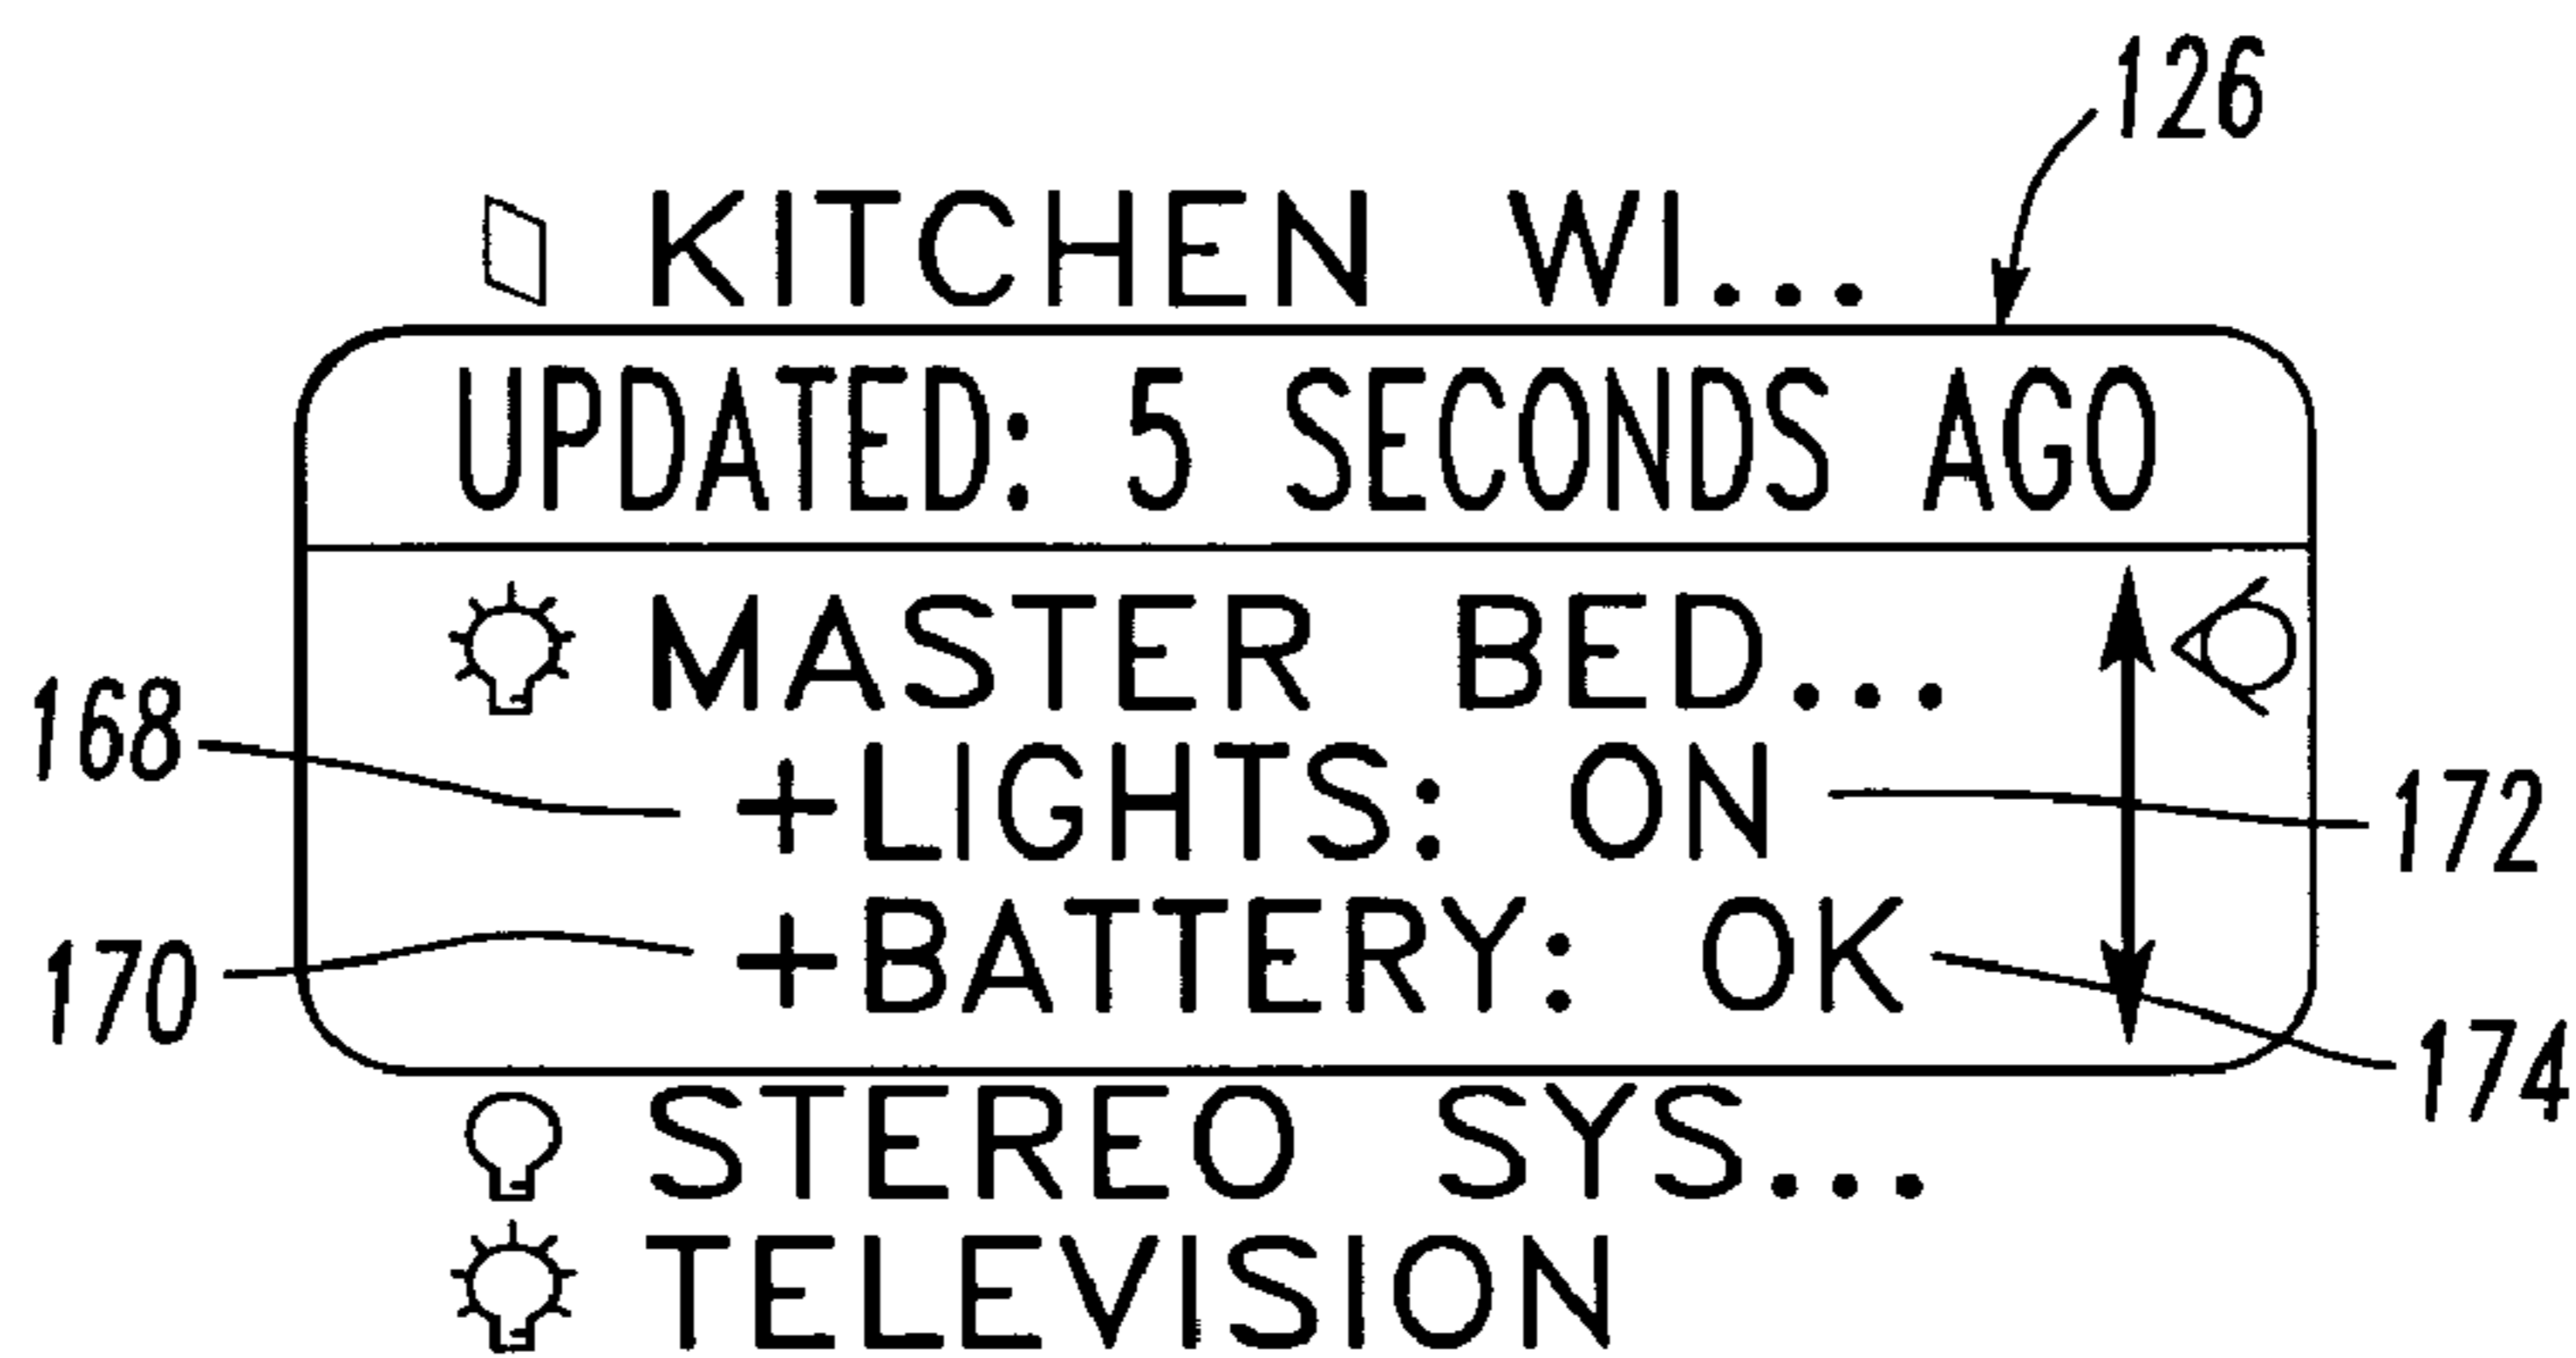 126
KITCHEN WI...
UPDATED: 5 SECONDS AGO
MASTER BED...
168
+LIGHTS: ON
172
170
+BATTERY: OK
174
STEREO SYS...
TELEVISION